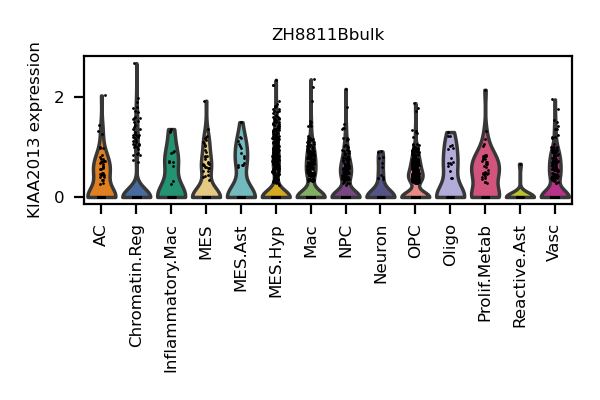 ZH8811Bbulk
KIAA2013 expression
2
0
AC
Chromatin.Reg
Inflammatory.Mac
MES
MES.Ast
MES.Hyp
Mac
NPC
Neuron
OPC
Oligo
Prolif.Metab
Reactive.Ast
Vasc